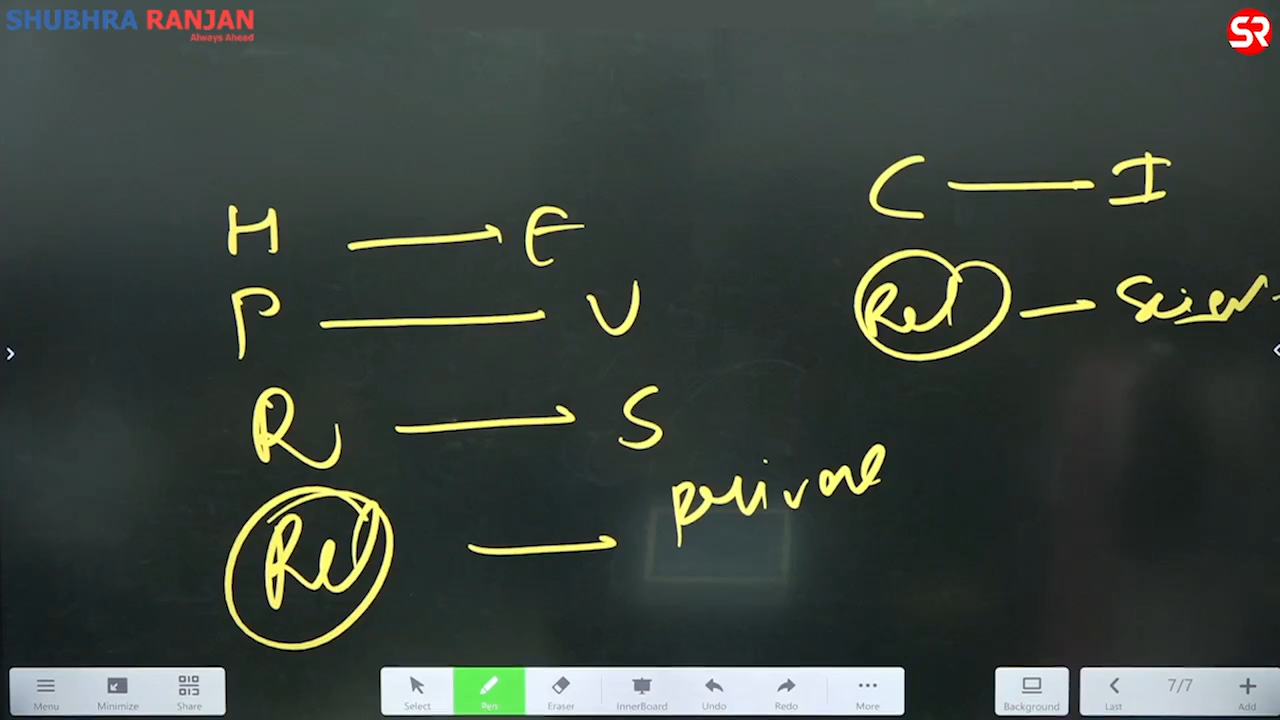 SHUBHRA RANJAN
Always Ahead
SR
C — I
H → E
P — V
Rel — Scien
R → S
Rel —
Menu
Minimize
Share
Select
Pen
Eraser
InnerBoard
Undo
Redo
More
Background
Last
7/7
Add